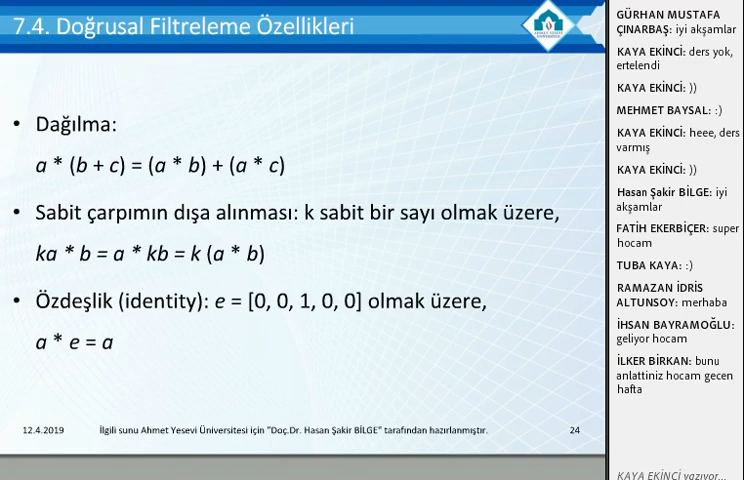 7.4. Doğrusal Filtreleme Özellikleri
AHMET YESEVİ
ÜNİVERSİTESİ
• Dağılma:
a * (b + c) = (a * b) + (a * c)
• Sabit çarpımın dışa alınması: k sabit bir sayı olmak üzere,
ka * b = a * kb = k (a * b)
• Özdeşlik (identity): e = [0, 0, 1, 0, 0] olmak üzere,
a * e = a
12.4.2019 İlgili sunu Ahmet Yesevi Üniversitesi için "Doç.Dr. Hasan Şakir BİLGE" tarafından hazırlanmıştır. 24
GÜRHAN MUSTAFA
ÇINARBAŞ: iyi akşamlar
KAYA EKİNCİ: ders yok,
ertelendi
KAYA EKİNCİ: ))
MEHMET BAYSAL: :)
KAYA EKİNCİ: heee, ders
varmış
KAYA EKİNCİ: ))
Hasan Şakir BİLGE: iyi
akşamlar
FATİH EKERBİÇER: super
hocam
TUBA KAYA: :)
RAMAZAN İDRİS
ALTUNSOY: merhaba
İHSAN BAYRAMOĞLU:
geliyor hocam
İLKER BİRKAN: bunu
anlattiniz hocam gecen
hafta
KAYA EKİNCİ yazıyor...